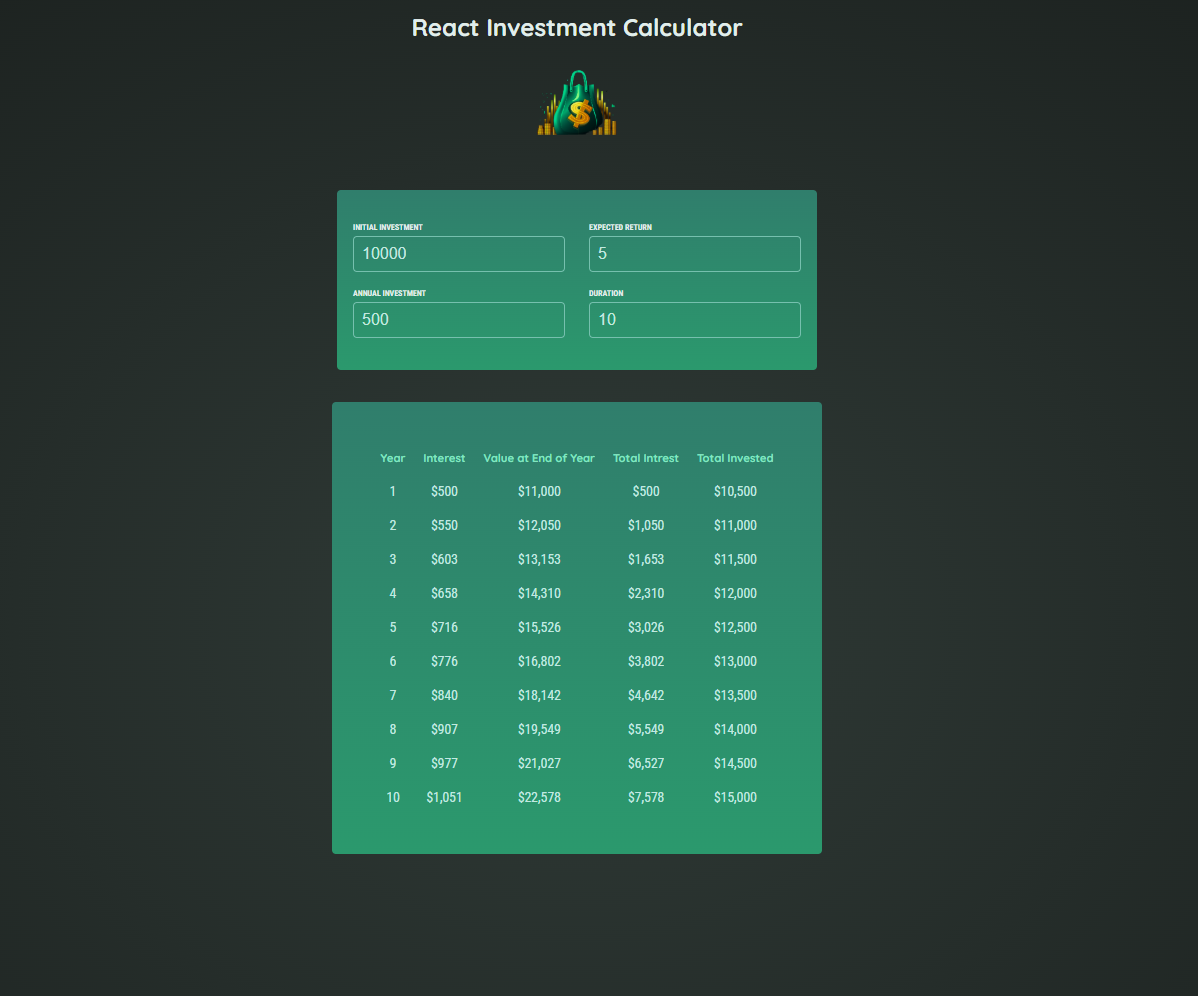 React Investment Calculator
$
INITIAL INVESTMENT EXPECTED RETURN
10000 5
ANNUAL INVESTMENT DURATION
500 10
Year Interest Value at End of Year Total Intrest Total Invested
1 $500 $11,000 $500 $10,500
2 $550 $12,050 $1,050 $11,000
3 $603 $13,153 $1,653 $11,500
4 $658 $14,310 $2,310 $12,000
5 $716 $15,526 $3,026 $12,500
6 $776 $16,802 $3,802 $13,000
7 $840 $18,142 $4,642 $13,500
8 $907 $19,549 $5,549 $14,000
9 $977 $21,027 $6,527 $14,500
10 $1,051 $22,578 $7,578 $15,000